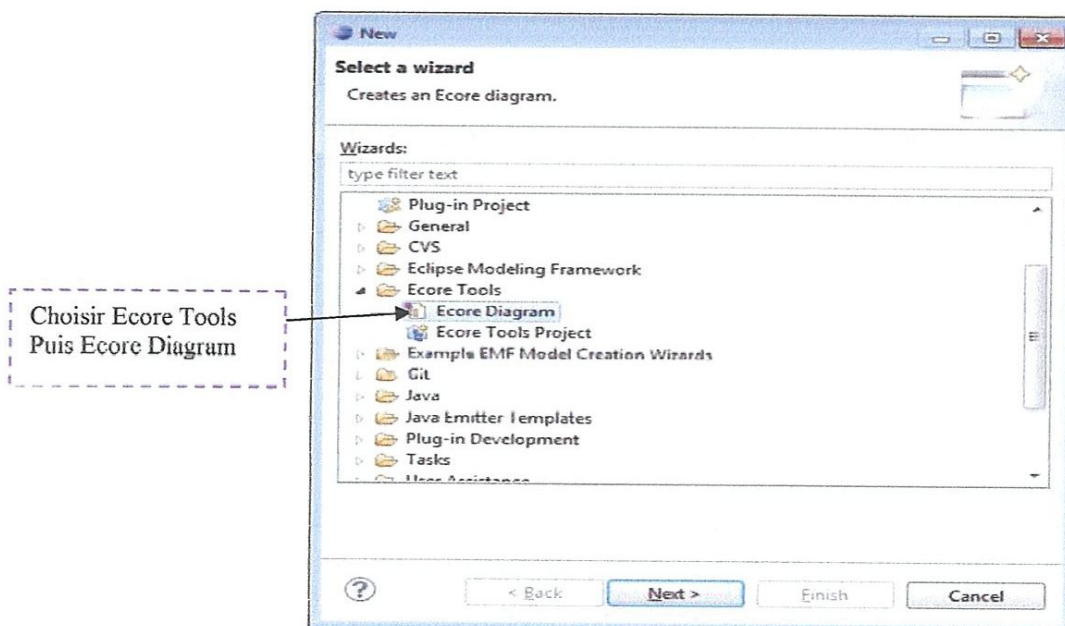 New
Select a wizard
Creates an Ecore diagram.
Wizards:
type filter text
Plug-in Project
General
CVS
Eclipse Modeling Framework
Ecore Tools
Ecore Diagram
Ecore Tools Project
Example EMF Model Creation Wizards
Git
Java
Java Emitter Templates
Plug-in Development
Tasks
User Assistance
Choisir Ecore Tools
Puis Ecore Diagram
?
< Back
Next >
Finish
Cancel